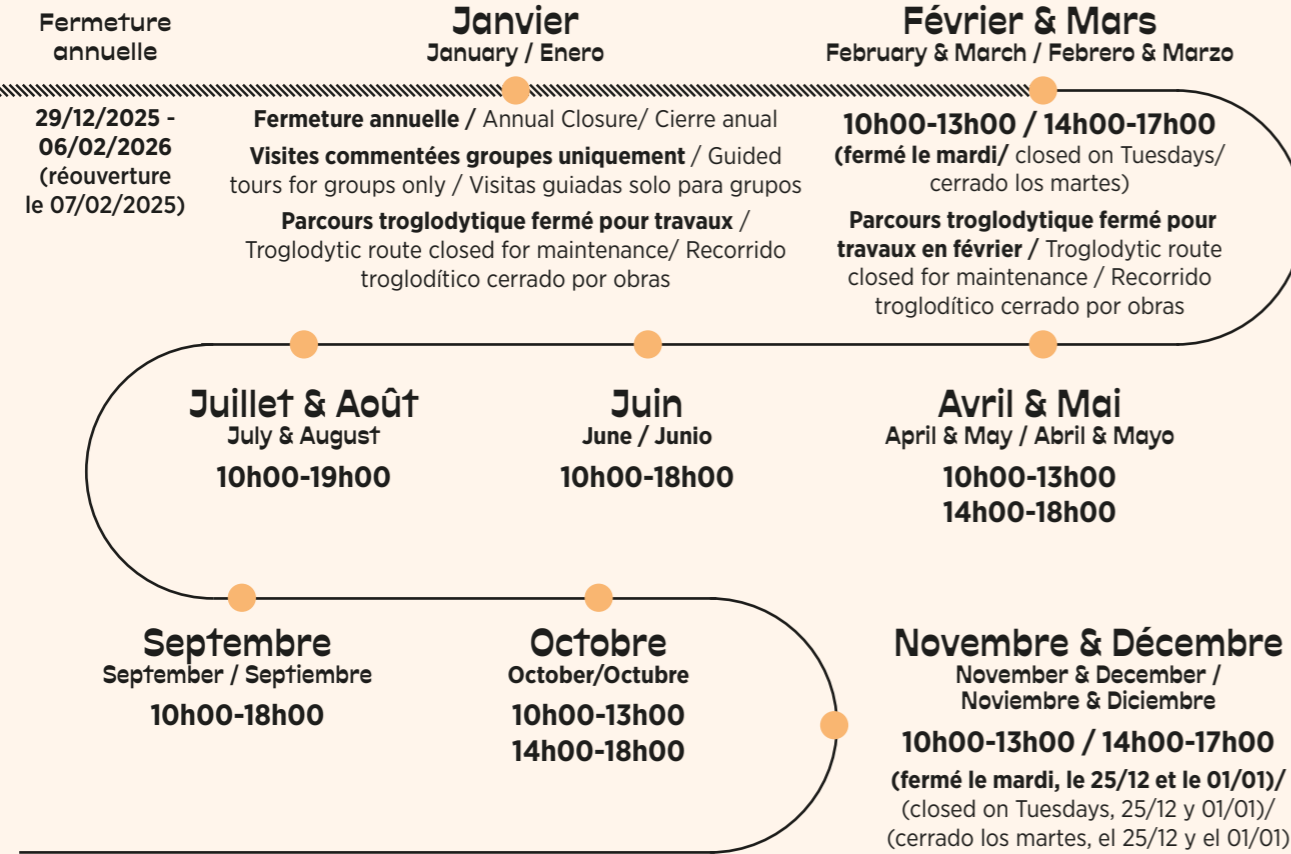 Fermeture
annuelle
29/12/2025 -
06/02/2026
(réouverture
le 07/02/2025)
Janvier
January / Enero
Fermeture annuelle / Annual Closure/ Cierre anual
Visites commentées groupes uniquement / Guided
tours for groups only / Visitas guiadas solo para grupos
Parcours troglodytique fermé pour travaux /
Troglodytic route closed for maintenance/ Recorrido
troglodítico cerrado por obras
Février & Mars
February & March / Febrero & Marzo
10h00-13h00 / 14h00-17h00
(fermé le mardi/ closed on Tuesdays/
cerrado los martes)
Parcours troglodytique fermé pour
travaux en février / Troglodytic route
closed for maintenance / Recorrido
troglodítico cerrado por obras
Juillet & Août
July & August
10h00-19h00
Juin
June / Junio
10h00-18h00
Avril & Mai
April & May / Abril & Mayo
10h00-13h00
14h00-18h00
Septembre
September / Septiembre
10h00-18h00
Octobre
October/Octubre
10h00-13h00
14h00-18h00
Novembre & Décembre
November & December /
Noviembre & Diciembre
10h00-13h00 / 14h00-17h00
(fermé le mardi, le 25/12 et le 01/01)/
(closed on Tuesdays, 25/12 y 01/01)/
(cerrado los martes, el 25/12 y el 01/01)